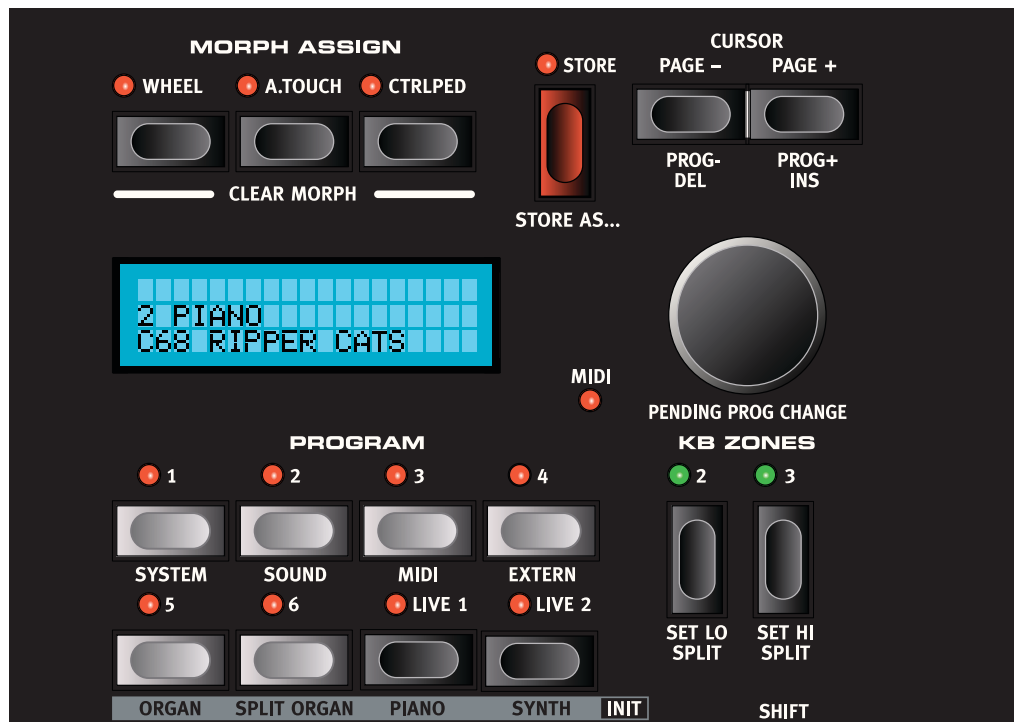 MORPH ASSIGN
WHEEL A.TOUCH CTRLPED
CLEAR MORPH
STORE
STORE AS...
CURSOR
PAGE – PAGE +
PROG- PROG+
DEL INS
2 PIANO
C68 RIPPER CATS
MIDI
PENDING PROG CHANGE
PROGRAM
1 2 3 4
SYSTEM SOUND MIDI EXTERN
5 6 LIVE 1 LIVE 2
ORGAN SPLIT ORGAN PIANO SYNTH INIT
KB ZONES
2 3
SET LO SET HI
SPLIT SPLIT
SHIFT